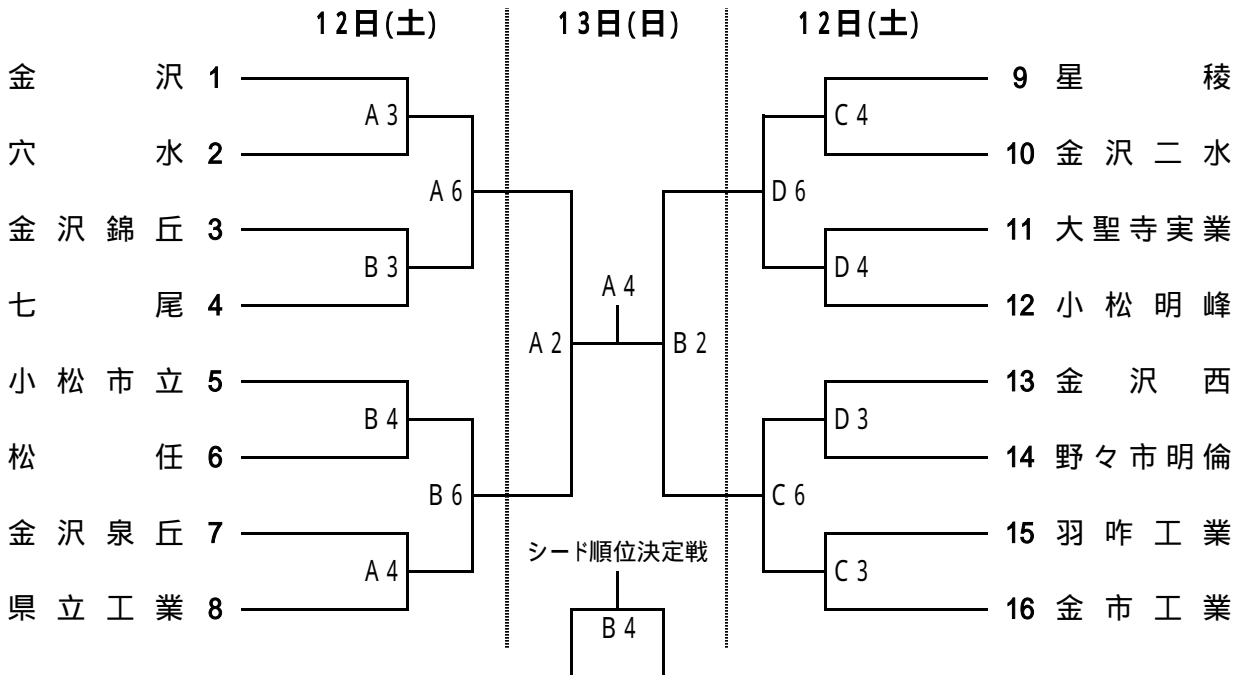 12日(土) 13日(日) 12日(土)
金沢 1 9 星稜
A3 C4
穴水 2 10 金沢二水
A6 D6
金沢錦丘 3 11 大聖寺実業
B3 D4
A4
七尾 4 12 小松明峰
A2 B2
小松市立 5 13 金沢西
B4 D3
松任 6 14 野々市明倫
B6 C6
金沢泉丘 7 15 羽咋工業
シード順位決定戦
A4 C3
県立工業 8 16 金市工業
B4